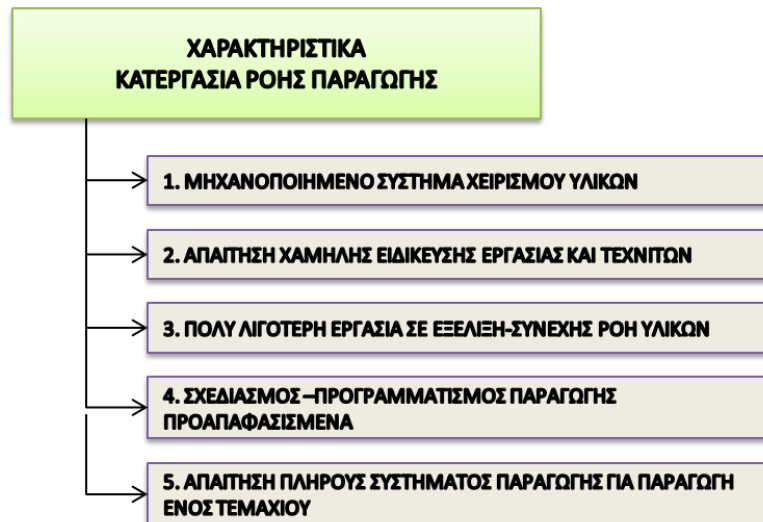 ΧΑΡΑΚΤΗΡΙΣΤΙΚΑ
ΚΑΤΕΡΓΑΣΙΑ ΡΟΗΣ ΠΑΡΑΓΩΓΗΣ
1. ΜΗΧΑΝΟΠΟΙΗΜΕΝΟ ΣΥΣΤΗΜΑ ΧΕΙΡΙΣΜΟΥ ΥΛΙΚΩΝ
2. ΑΠΑΙΤΗΣΗ ΧΑΜΗΛΗΣ ΕΙΔΙΚΕΥΣΗΣ ΕΡΓΑΣΙΑΣ ΚΑΙ ΤΕΧΝΙΤΩΝ
3. ΠΟΛΥ ΛΙΓΟΤΕΡΗ ΕΡΓΑΣΙΑ ΣΕ ΕΞΕΛΙΞΗ-ΣΥΝΕΧΗΣ ΡΟΗ ΥΛΙΚΩΝ
4. ΣΧΕΔΙΑΣΜΟΣ –ΠΡΟΓΡΑΜΜΑΤΙΣΜΟΣ ΠΑΡΑΓΩΓΗΣ
ΠΡΟΑΠΑΦΑΣΙΣΜΕΝΑ
5. ΑΠΑΙΤΗΣΗ ΠΛΗΡΟΥΣ ΣΥΣΤΗΜΑΤΟΣ ΠΑΡΑΓΩΓΗΣ ΓΙΑ ΠΑΡΑΓΩΓΗ
ΕΝΟΣ ΤΕΜΑΧΙΟΥ